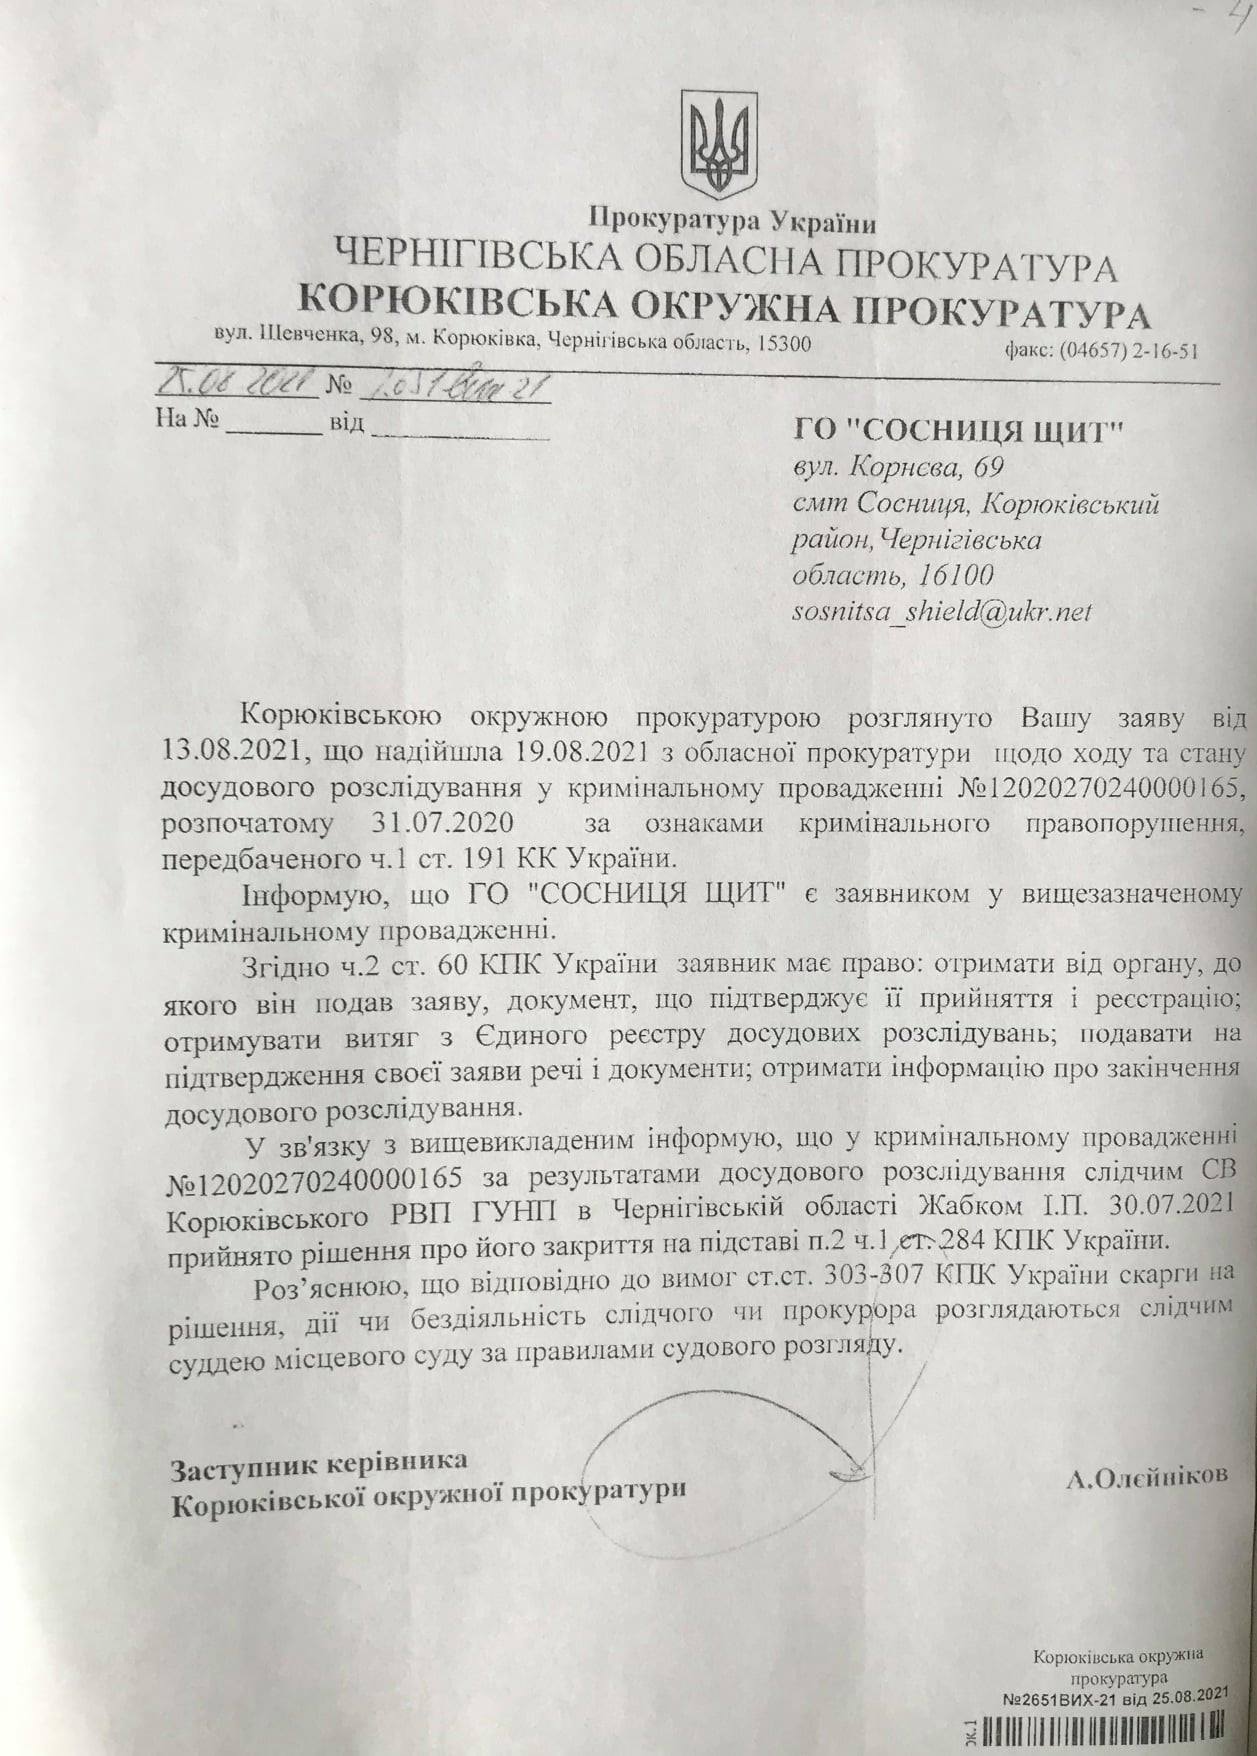 - 4
Прокуратура України
ЧЕРНІГІВСЬКА ОБЛАСНА ПРОКУРАТУРА
КОРЮКІВСЬКА ОКРУЖНА ПРОКУРАТУРА
вул. Шевченка, 98, м. Корюківка, Чернігівська область, 15300 факс: (04657) 2-16-51
25.08 2021 № 2651Вих 21
На № ______ від ______
ГО "СОСНИЦЯ ЩИТ"
вул. Корнєва, 69
смт Сосниця, Корюківський
район, Чернігівська
область, 16100
sosnitsa_shield@ukr.net
Корюківською окружною прокуратурою розглянуто Вашу заяву від
13.08.2021, що надійшла 19.08.2021 з обласної прокуратури щодо ходу та стану
досудового розслідування у кримінальному провадженні №12020270240000165,
розпочатому 31.07.2020 за ознаками кримінального правопорушення,
передбаченого ч.1 ст. 191 КК України.
Інформую, що ГО "СОСНИЦЯ ЩИТ" є заявником у вищезазначеному
кримінальному провадженні.
Згідно ч.2 ст. 60 КПК України заявник має право: отримати від органу, до
якого він подав заяву, документ, що підтверджує її прийняття і реєстрацію;
отримувати витяг з Єдиного реєстру досудових розслідувань; подавати на
підтвердження своєї заяви речі і документи; отримати інформацію про закінчення
досудового розслідування.
У зв'язку з вищевикладеним інформую, що у кримінальному провадженні
№12020270240000165 за результатами досудового розслідування слідчим СВ
Корюківського РВП ГУНП в Чернігівській області Жабком І.П. 30.07.2021
прийнято рішення про його закриття на підставі п.2 ч.1 ст. 284 КПК України.
Роз’яснюю, що відповідно до вимог ст.ст. 303-307 КПК України скарги на
рішення, дії чи бездіяльність слідчого чи прокурора розглядаються слідчим
суддею місцевого суду за правилами судового розгляду.
Заступник керівника
Корюківської окружної прокуратури А.Олєйніков
Корюківська окружна
прокуратура
№2651ВИХ-21 від 25.08.2021